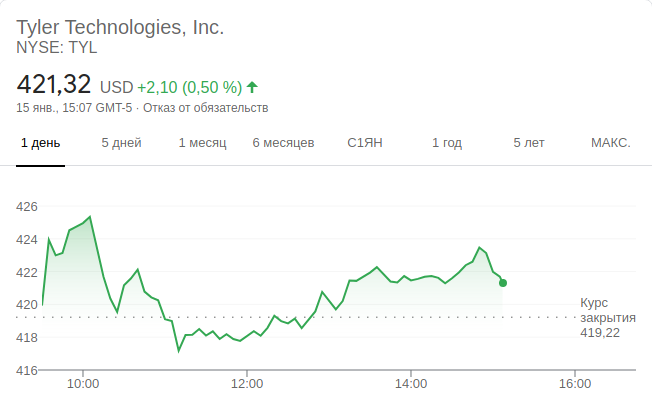 Tyler Technologies, Inc.
NYSE: TYL
421,32 USD +2,10 (0,50 %)
15 янв., 15:07 GMT-5 · Отказ от обязательств
1 день 5 дней 1 месяц 6 месяцев С1ЯН 1 год 5 лет МАКС.
426
424
422
420
418
416
Курс
закрытия
419,22
10:00 12:00 14:00 16:00